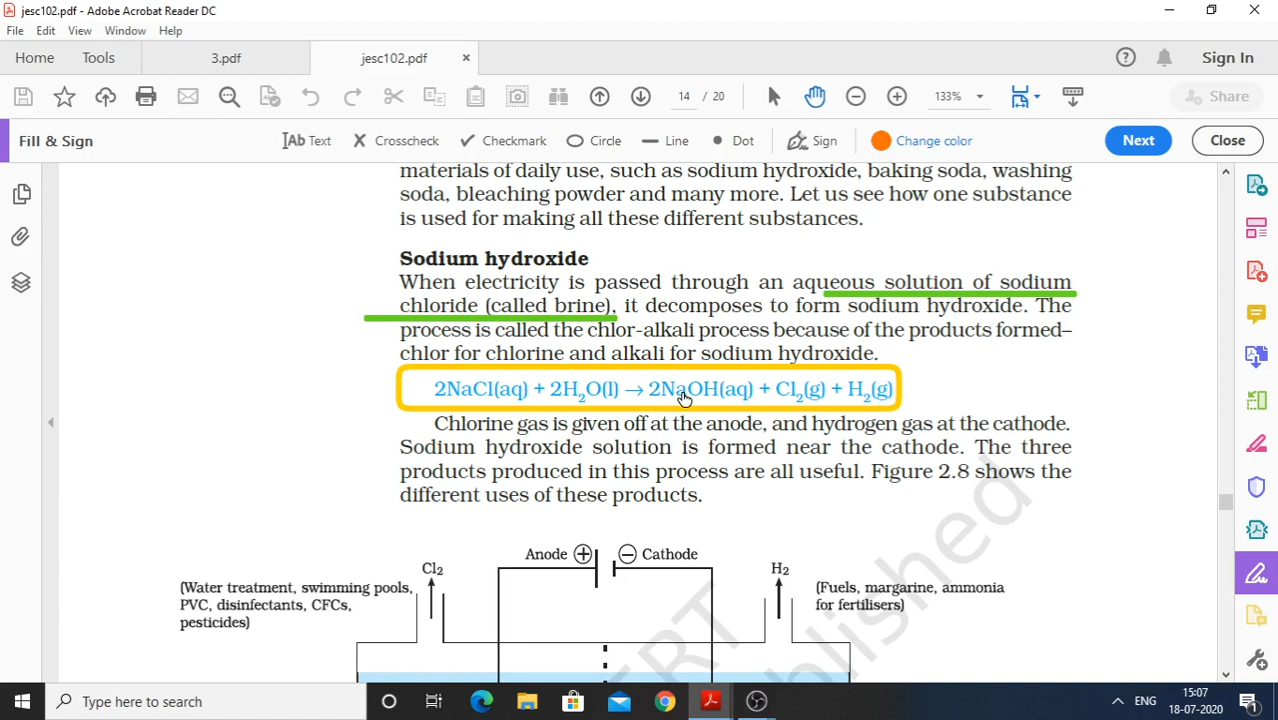 jesc102.pdf - Adobe Acrobat Reader DC
File Edit View Window Help
Home Tools 3.pdf jesc102.pdf × Sign In
14 / 20 133% Share
Fill & Sign Text Crosscheck Checkmark Circle Line Dot Sign Change color Next Close
materials of daily use, such as sodium hydroxide, baking soda, washing
soda, bleaching powder and many more. Let us see how one substance
is used for making all these different substances.
Sodium hydroxide
When electricity is passed through an aqueous solution of sodium
chloride (called brine), it decomposes to form sodium hydroxide. The
process is called the chlor-alkali process because of the products formed–
chlor for chlorine and alkali for sodium hydroxide.
2NaCl(aq) + 2H₂O(l) → 2NaOH(aq) + Cl₂(g) + H₂(g)
Chlorine gas is given off at the anode, and hydrogen gas at the cathode.
Sodium hydroxide solution is formed near the cathode. The three
products produced in this process are all useful. Figure 2.8 shows the
different uses of these products.
Anode + – Cathode
Cl₂ H₂
(Water treatment, swimming pools,
PVC, disinfectants, CFCs,
pesticides)
(Fuels, margarine, ammonia
for fertilisers)
Type here to search
ENG
15:07
18-07-2020
1